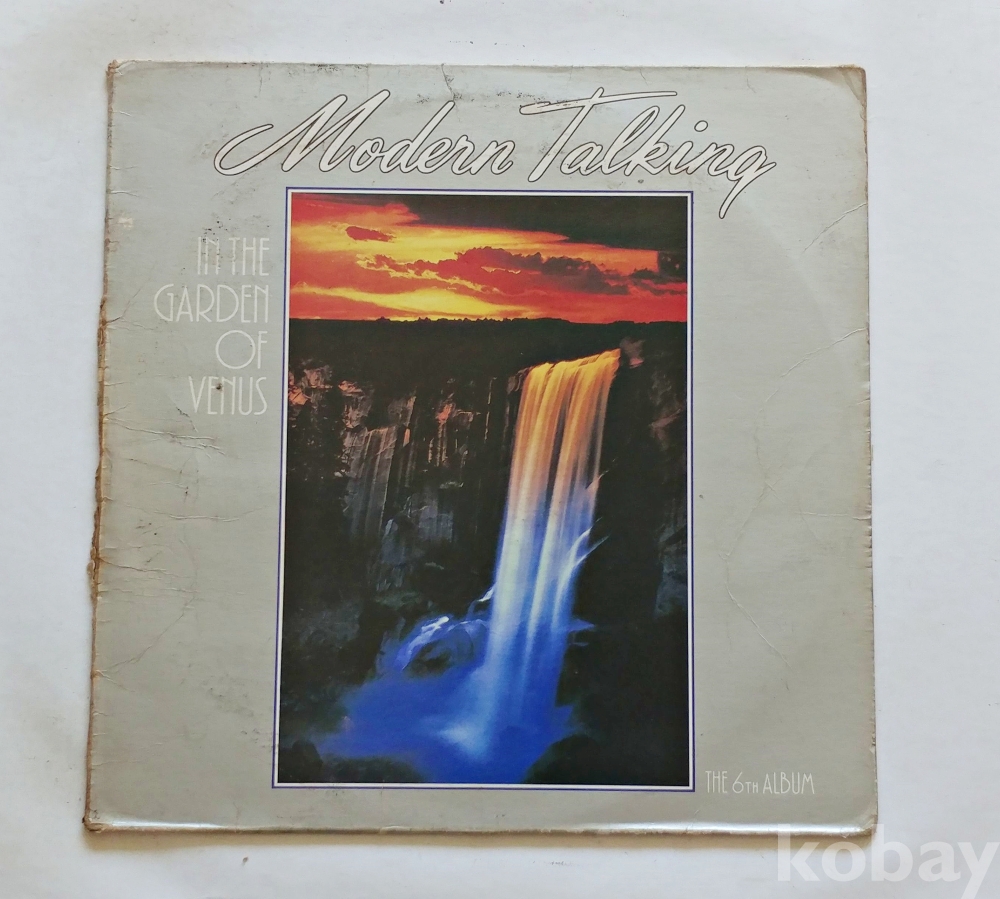 Modern Talking
IN THE
GARDEN
OF
VENUS
THE 6TH ALBUM
kobay